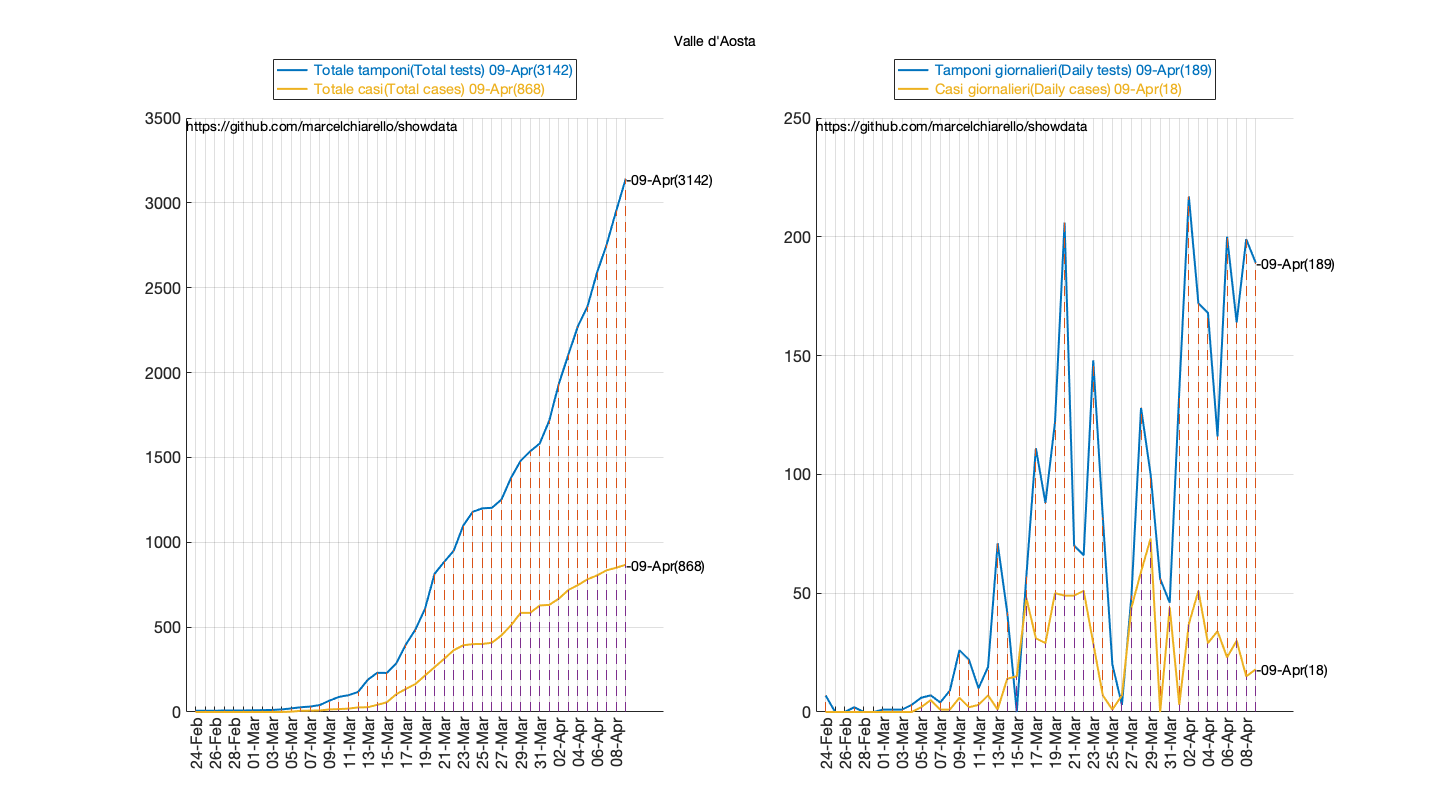 Valle d'Aosta
Totale tamponi(Total tests) 09-Apr(3142)
Totale casi(Total cases) 09-Apr(868)
https://github.com/marcelchiarello/showdata
3500
3000
2500
2000
1500
1000
500
0
-09-Apr(3142)
-09-Apr(868)
24-Feb
26-Feb
28-Feb
01-Mar
03-Mar
05-Mar
07-Mar
09-Mar
11-Mar
13-Mar
15-Mar
17-Mar
19-Mar
21-Mar
23-Mar
25-Mar
27-Mar
29-Mar
31-Mar
02-Apr
04-Apr
06-Apr
08-Apr
Tamponi giornalieri(Daily tests) 09-Apr(189)
Casi giornalieri(Daily cases) 09-Apr(18)
https://github.com/marcelchiarello/showdata
250
200
150
100
50
0
-09-Apr(189)
-09-Apr(18)
24-Feb
26-Feb
28-Feb
01-Mar
03-Mar
05-Mar
07-Mar
09-Mar
11-Mar
13-Mar
15-Mar
17-Mar
19-Mar
21-Mar
23-Mar
25-Mar
27-Mar
29-Mar
31-Mar
02-Apr
04-Apr
06-Apr
08-Apr